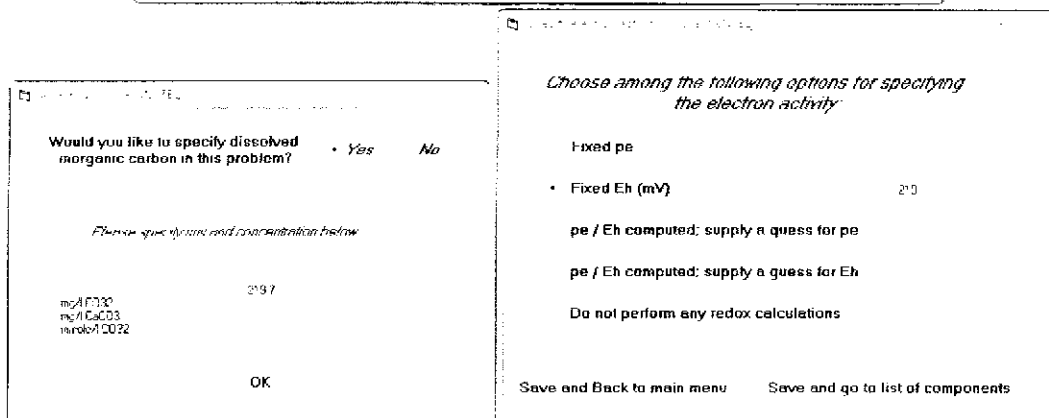 Would you like to specify dissolved
inorganic carbon in this problem?
Yes No
Please specify units and concentration below
219.7
mg/l CO32
mg/l CaCO3
OK
Choose among the following options for specifying
the electron activity:
Fixed pe
Fixed Eh (mV)
pe / Eh computed; supply a guess for pe
pe / Eh computed; supply a guess for Eh
Do not perform any redox calculations
Save and Back to main menu Save and go to list of components